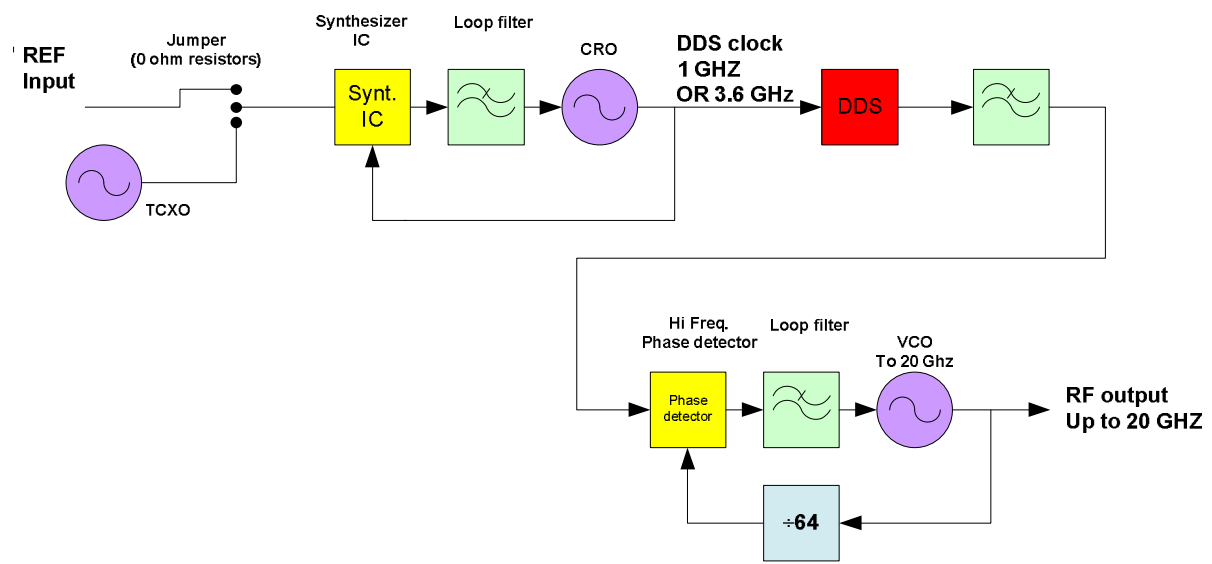 REF
Input
Jumper
(0 ohm resistors)
TCXO
Synthesizer
IC
Synt.
IC
Loop filter
CRO
DDS clock
1 GHZ
OR 3.6 GHz
DDS
Hi Freq.
Phase detector
Phase
detector
Loop filter
VCO
To 20 Ghz
RF output
Up to 20 GHZ
÷64